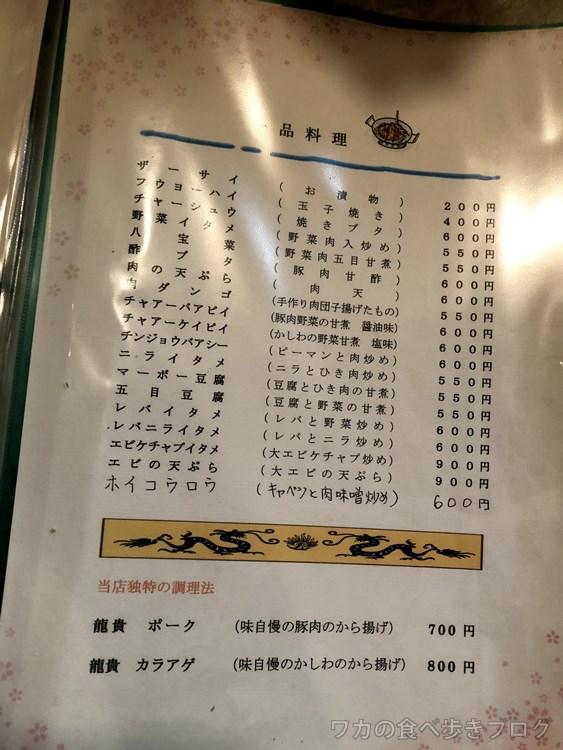 品料理
ザーサイ (お漬物) 200円
フウヨーハイ (玉子焼き) 400円
チャーシュウ (焼きブタ) 600円
野菜イタメ (野菜肉入炒め) 550円
八宝菜 (野菜肉五目甘煮) 550円
酢ブタ (豚肉甘酢) 600円
肉の天ぷら (肉天) 600円
肉ダンゴ (手作り肉団子揚げたもの) 550円
チャアーバアビイ (豚肉野菜の甘煮 醤油味) 600円
チャアーケイビイ (かしわの野菜甘煮 塩味) 600円
チンジョウバアシー (ピーマンと肉炒め) 600円
ニライタメ (ニラとひき肉炒め) 550円
マーボー豆腐 (豆腐とひき肉の甘煮) 550円
五目豆腐 (豆腐と野菜の甘煮) 550円
レバイタメ (レバと野菜炒め) 600円
レバニライタメ (レバとニラ炒め) 600円
エビケチャプイタメ (大エビケチャプ炒め) 900円
エビの天ぷら (大エビの天ぷら) 900円
ホイコウロウ (キャベツと肉味噌炒め) 600円
当店独特の調理法
龍貴 ポーク (味自慢の豚肉のから揚げ) 700円
龍貴 カラアゲ (味自慢のかしわのから揚げ) 800円
ワカの食べ歩きブログ